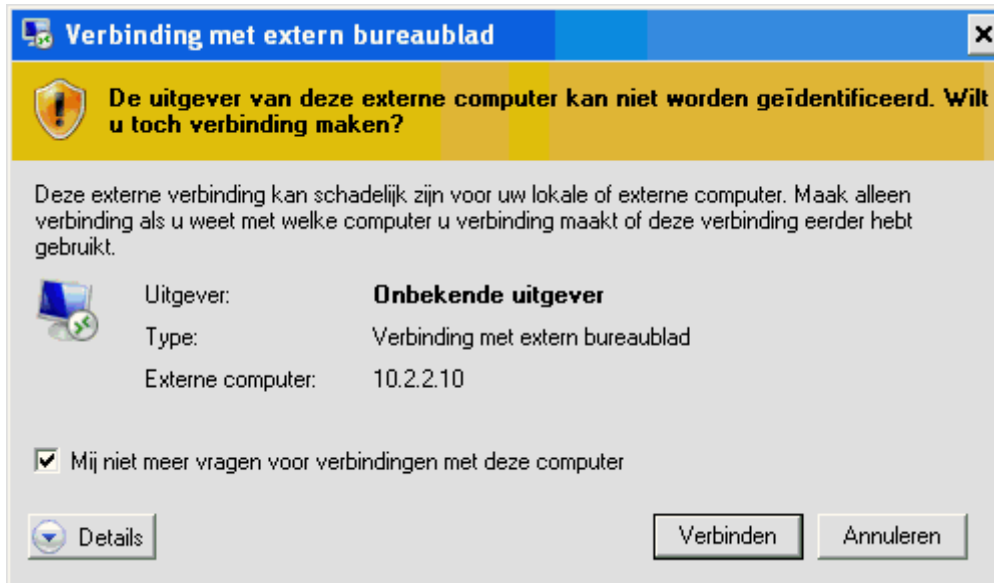 Verbinding met extern bureaublad
De uitgever van deze externe computer kan niet worden geïdentificeerd. Wilt
u toch verbinding maken?
Deze externe verbinding kan schadelijk zijn voor uw lokale of externe computer. Maak alleen
verbinding als u weet met welke computer u verbinding maakt of deze verbinding eerder hebt
gebruikt.
Uitgever: Onbekende uitgever
Type: Verbinding met extern bureaublad
Externe computer: 10.2.2.10
Mij niet meer vragen voor verbindingen met deze computer
Details Verbinden Annuleren